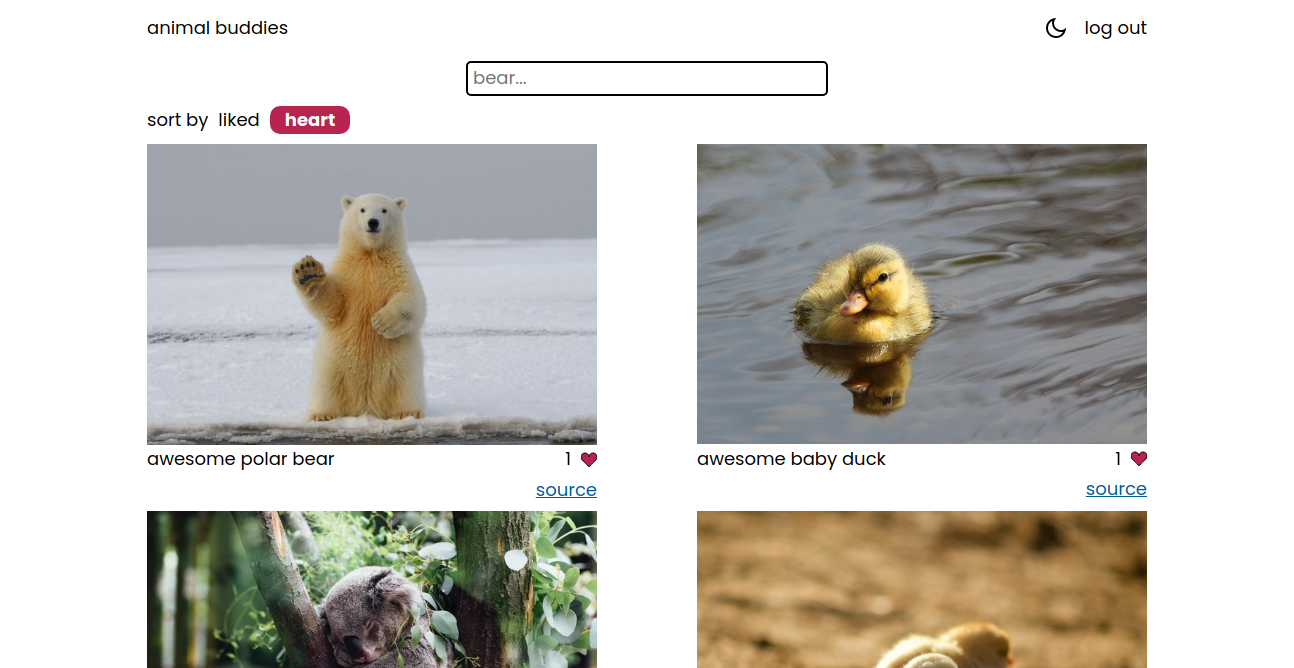 animal buddies log out
bear...
sort by liked heart
awesome polar bear 1
source
awesome baby duck 1
source